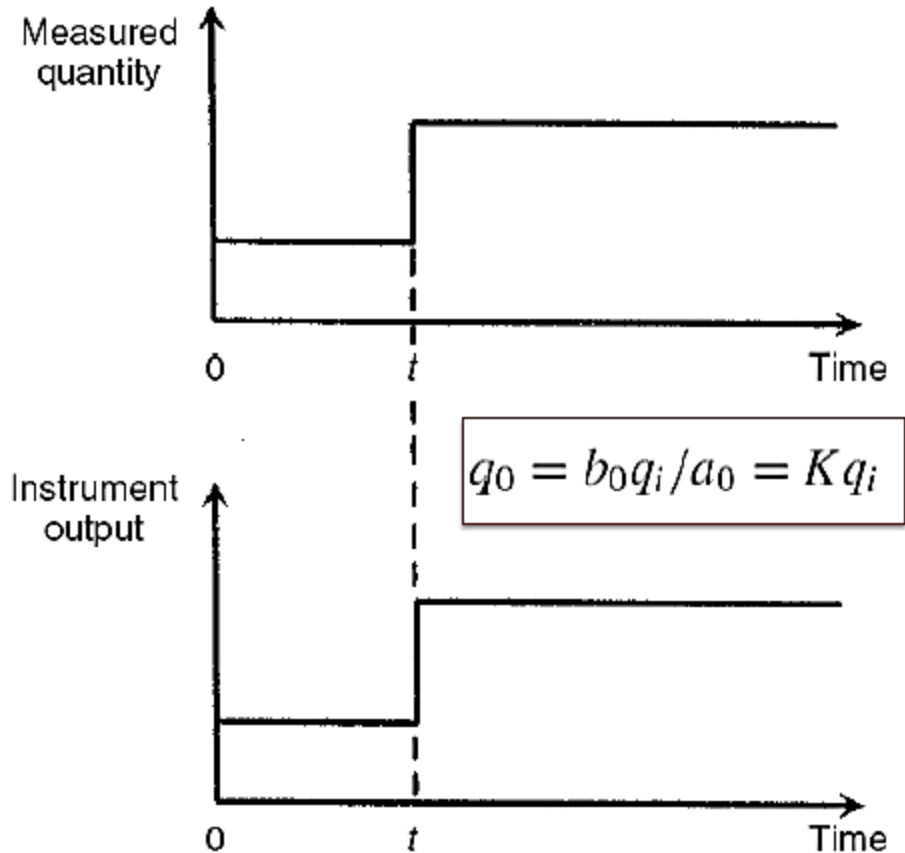 Measured
quantity
0
t
Time
q₀ = b₀qᵢ/a₀ = Kqᵢ
Instrument
output
0
t
Time